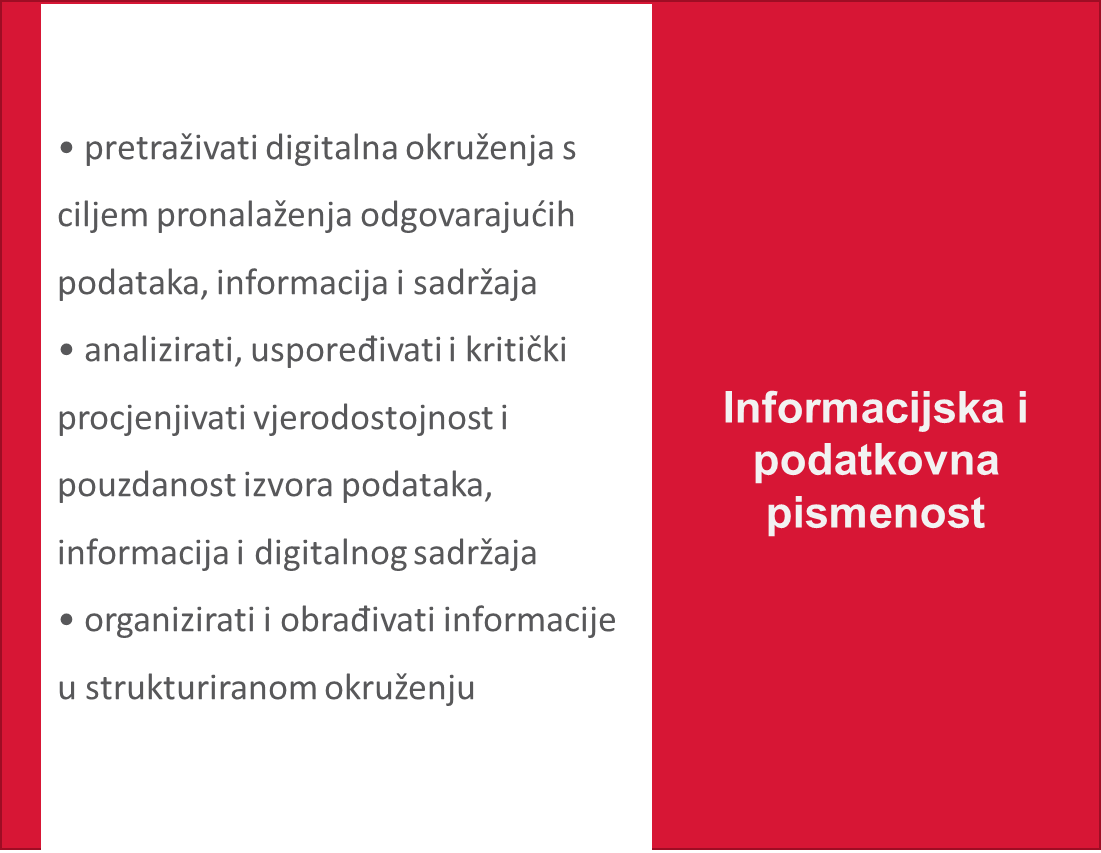 • pretraživati digitalna okruženja s
ciljem pronalaženja odgovarajućih
podataka, informacija i sadržaja
• analizirati, uspoređivati i kritički
procjenjivati vjerodostojnost i
pouzdanost izvora podataka,
informacija i digitalnog sadržaja
• organizirati i obrađivati informacije
u strukturiranom okruženju
Informacijska i
podatkovna
pismenost